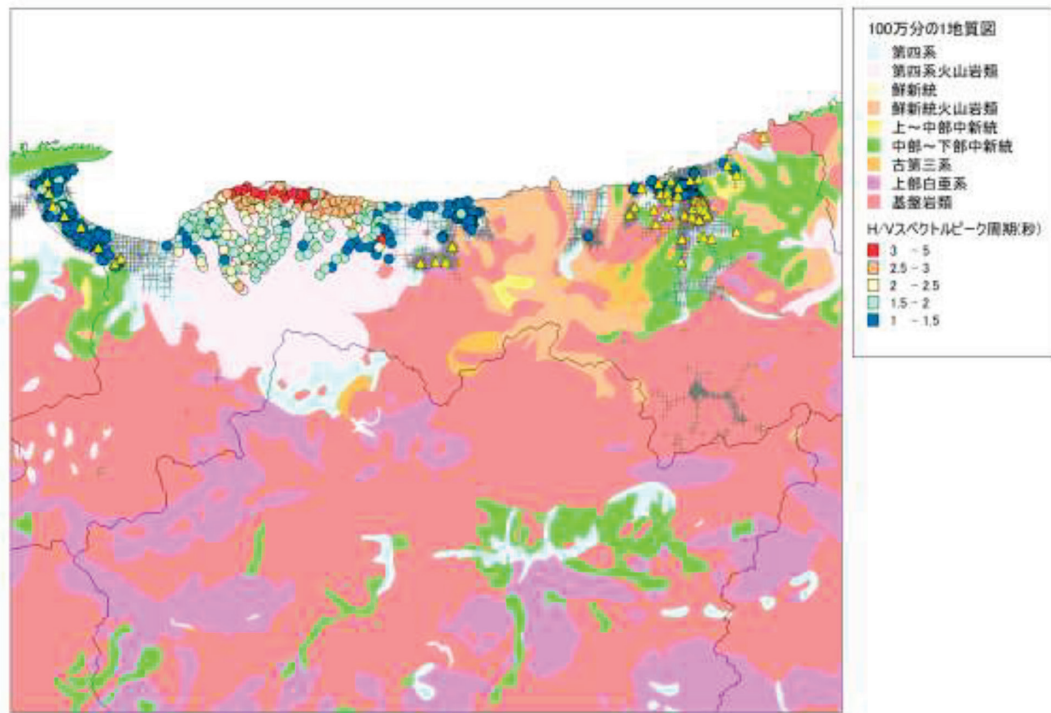 100万分の1地質図
第四系
第四系火山岩類
鮮新統
鮮新統火山岩類
上～中部中新統
中部～下部中新統
古第三系
上部白亜系
基盤岩類
H/Vスペクトルピーク周期(秒)
3 - 5
2.5 - 3
2 - 2.5
1.5 - 2
1 - 1.5